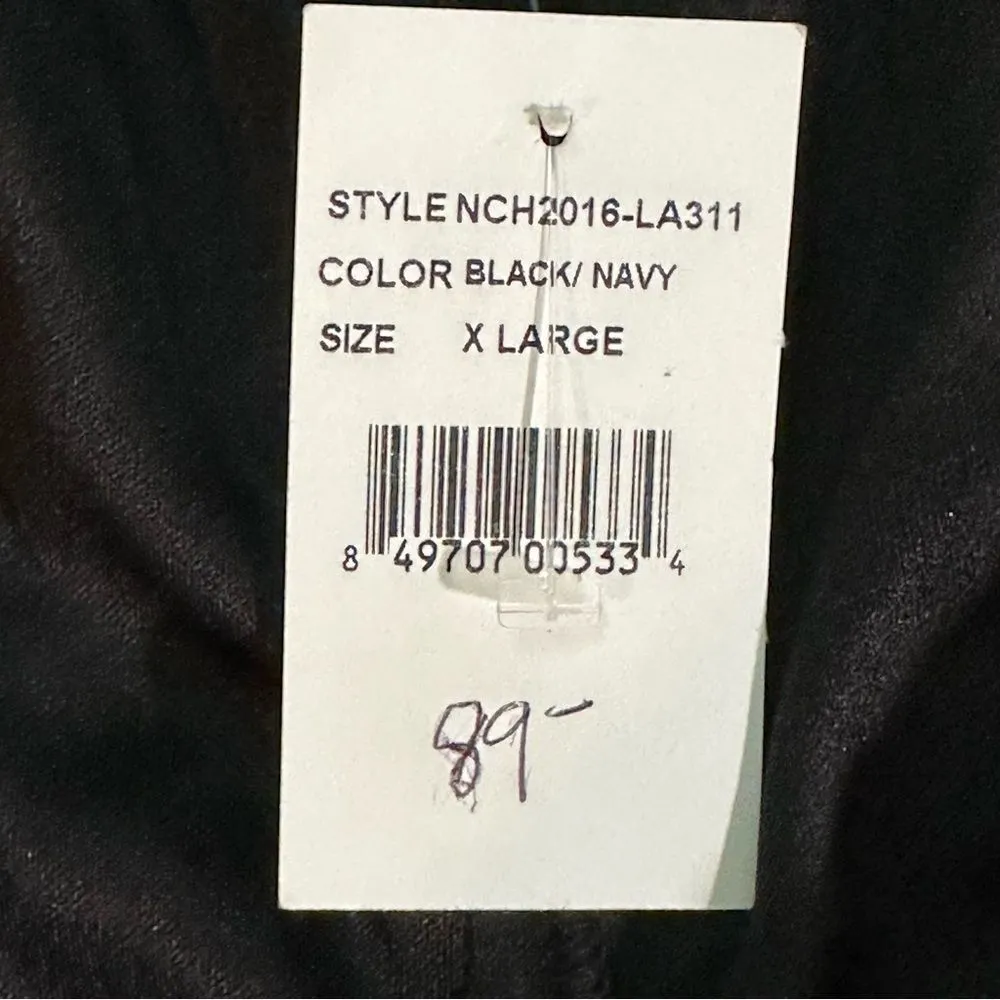 STYLE NCH2016-LA311
COLOR BLACK/ NAVY
SIZE X LARGE
8 49707 00533 4
89-